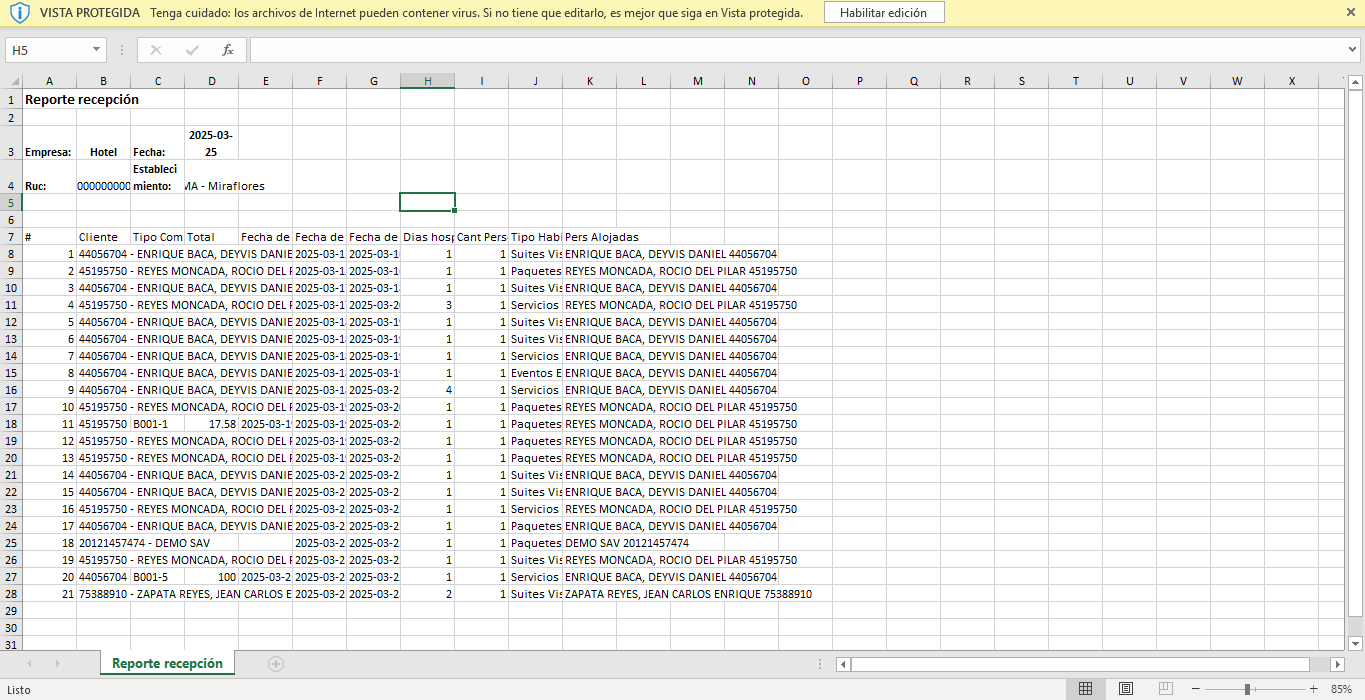 VISTA PROTEGIDA Tenga cuidado: los archivos de Internet pueden contener virus. Si no tiene que editarlo, es mejor que siga en Vista protegida. Habilitar edición
H5 fx
A B C D E F G H I J K L M N O P Q R S T U V W X
1 Reporte recepción
2
3 Empresa: Hotel Fecha: 2025-03-25
4 Ruc: 000000000 Establecimiento: MA - Miraflores
5
6
7 # Cliente Tipo Com Total Fecha de Fecha de Fecha de Dias hosp Cant Pers Tipo Habi Pers Alojadas
8 1 44056704 - ENRIQUE BACA, DEYVIS DANIE 2025-03-1 2025-03-1 1 1 Suites Vis ENRIQUE BACA, DEYVIS DANIEL 44056704
9 2 45195750 - REYES MONCADA, ROCIO DEL P 2025-03-1 2025-03-1 1 1 Paquetes REYES MONCADA, ROCIO DEL PILAR 45195750
10 3 44056704 - ENRIQUE BACA, DEYVIS DANIE 2025-03-1 2025-03-1 1 1 Suites Vis ENRIQUE BACA, DEYVIS DANIEL 44056704
11 4 45195750 - REYES MONCADA, ROCIO DEL P 2025-03-1 2025-03-2 3 1 Servicios REYES MONCADA, ROCIO DEL PILAR 45195750
12 5 44056704 - ENRIQUE BACA, DEYVIS DANIE 2025-03-1 2025-03-1 1 1 Suites Vis ENRIQUE BACA, DEYVIS DANIEL 44056704
13 6 44056704 - ENRIQUE BACA, DEYVIS DANIE 2025-03-1 2025-03-1 1 1 Suites Vis ENRIQUE BACA, DEYVIS DANIEL 44056704
14 7 44056704 - ENRIQUE BACA, DEYVIS DANIE 2025-03-1 2025-03-1 1 1 Servicios ENRIQUE BACA, DEYVIS DANIEL 44056704
15 8 44056704 - ENRIQUE BACA, DEYVIS DANIE 2025-03-1 2025-03-1 1 1 Eventos E ENRIQUE BACA, DEYVIS DANIEL 44056704
16 9 44056704 - ENRIQUE BACA, DEYVIS DANIE 2025-03-1 2025-03-2 4 1 Servicios ENRIQUE BACA, DEYVIS DANIEL 44056704
17 10 45195750 - REYES MONCADA, ROCIO DEL P 2025-03-1 2025-03-2 1 1 Paquetes REYES MONCADA, ROCIO DEL PILAR 45195750
18 11 45195750 B001-1 17.58 2025-03-1 2025-03-1 2025-03-2 1 1 Paquetes REYES MONCADA, ROCIO DEL PILAR 45195750
19 12 45195750 - REYES MONCADA, ROCIO DEL P 2025-03-1 2025-03-2 1 1 Paquetes REYES MONCADA, ROCIO DEL PILAR 45195750
20 13 45195750 - REYES MONCADA, ROCIO DEL P 2025-03-1 2025-03-2 1 1 Paquetes REYES MONCADA, ROCIO DEL PILAR 45195750
21 14 44056704 - ENRIQUE BACA, DEYVIS DANIE 2025-03-2 2025-03-2 1 1 Suites Vis ENRIQUE BACA, DEYVIS DANIEL 44056704
22 15 44056704 - ENRIQUE BACA, DEYVIS DANIE 2025-03-2 2025-03-2 1 1 Suites Vis ENRIQUE BACA, DEYVIS DANIEL 44056704
23 16 45195750 - REYES MONCADA, ROCIO DEL P 2025-03-2 2025-03-2 1 1 Servicios REYES MONCADA, ROCIO DEL PILAR 45195750
24 17 44056704 - ENRIQUE BACA, DEYVIS DANIE 2025-03-2 2025-03-2 1 1 Paquetes ENRIQUE BACA, DEYVIS DANIEL 44056704
25 18 20121457474 - DEMO SAV 2025-03-2 2025-03-2 1 1 Paquetes DEMO SAV 20121457474
26 19 45195750 - REYES MONCADA, ROCIO DEL P 2025-03-2 2025-03-2 1 1 Suites Vis REYES MONCADA, ROCIO DEL PILAR 45195750
27 20 44056704 B001-5 100 2025-03-2 2025-03-2 2025-03-2 1 1 Servicios ENRIQUE BACA, DEYVIS DANIEL 44056704
28 21 75388910 - ZAPATA REYES, JEAN CARLOS E 2025-03-2 2025-03-2 2 1 Suites Vis ZAPATA REYES, JEAN CARLOS ENRIQUE 75388910
29
30
31
Reporte recepción
Listo 85%